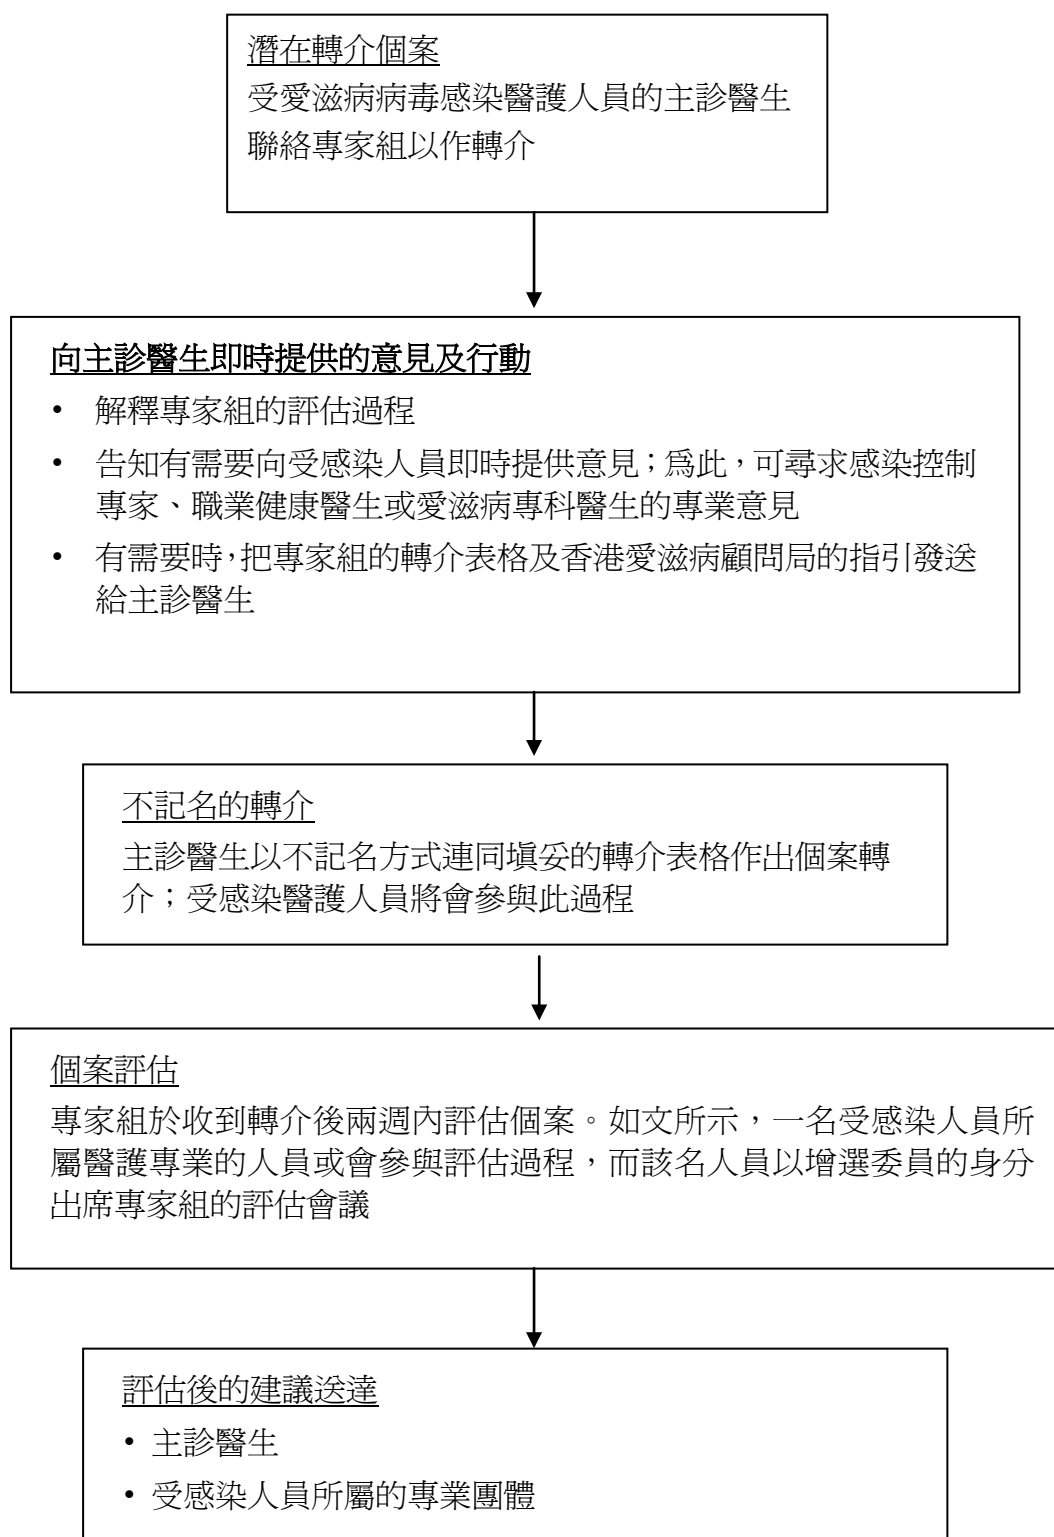 潛在轉介個案
受愛滋病病毒感染醫護人員的主診醫生
聯絡專家組以作轉介
向主診醫生即時提供的意見及行動
• 解釋專家組的評估過程
• 告知有需要向受感染人員即時提供意見；為此，可尋求感染控制
專家、職業健康醫生或愛滋病專科醫生的專業意見
• 有需要時，把專家組的轉介表格及香港愛滋病顧問局的指引發送
給主診醫生
不記名的轉介
主診醫生以不記名方式連同填妥的轉介表格作出個案轉
介；受感染醫護人員將會參與此過程
個案評估
專家組於收到轉介後兩週內評估個案。如文所示，一名受感染人員所
屬醫護專業的人員或會參與評估過程，而該名人員以增選委員的身分
出席專家組的評估會議
評估後的建議送達
• 主診醫生
• 受感染人員所屬的專業團體